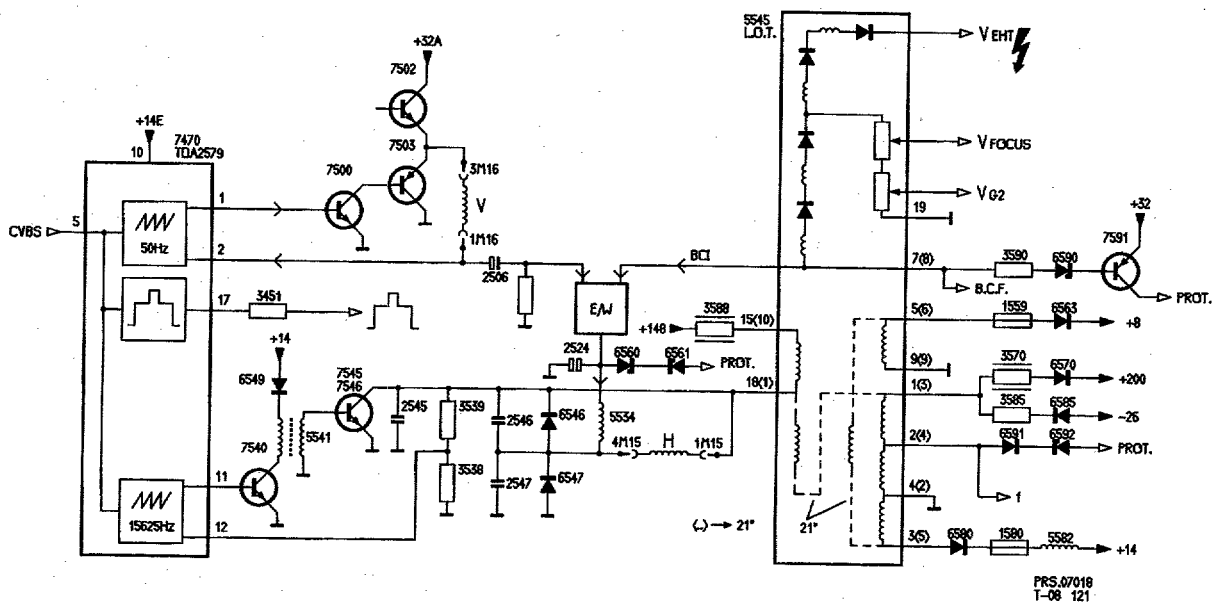 5545
L.O.T.
V EHT
+32A
7502
+14E
10
7470
TDA2579
7503
7500
3M16
V
1M16
V FOCUS
V G2
19
1
5
CVBS
50Hz
2
2506
BCI
7(8)
3590
6590
7591
+32
B.C.F.
PROT.
E/W
17
3451
3588
+148
15(10)
5(6)
1559
6563
+8
9(9)
+14
2524
6560
6561
PROT.
3570
6570
+200
6549
7545
7546
18(1)
1(3)
3585
6585
-26
2545
3539
2546
6546
5534
7540
5541
4M15
H
1M15
2(4)
6591
6592
PROT.
3538
2547
6547
4(2)
f
11
15625Hz
12
(..) → 21"
21"
3(5)
6580
1580
5582
+14
PRS.07018
T-08 121